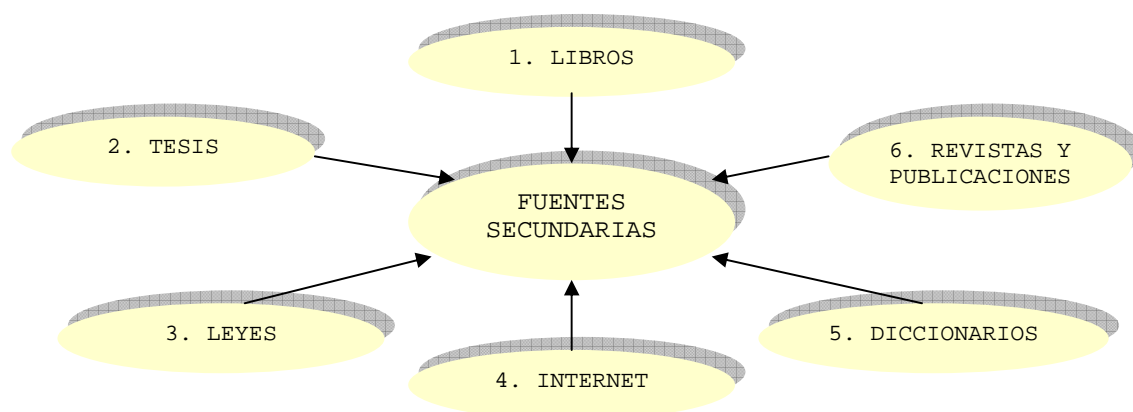 1. LIBROS
2. TESIS
6. REVISTAS Y
PUBLICACIONES
FUENTES
SECUNDARIAS
3. LEYES
5. DICCIONARIOS
4. INTERNET